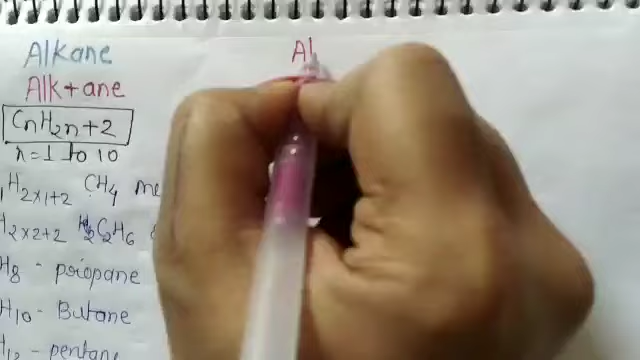 Alkane
Al
Alk+ane
CnH2n+2
n=1 to 10
H2x1+2 CH4 me
H2x2+2 C2H6
H8 - propane
H10 - Butane
H12 - pentane